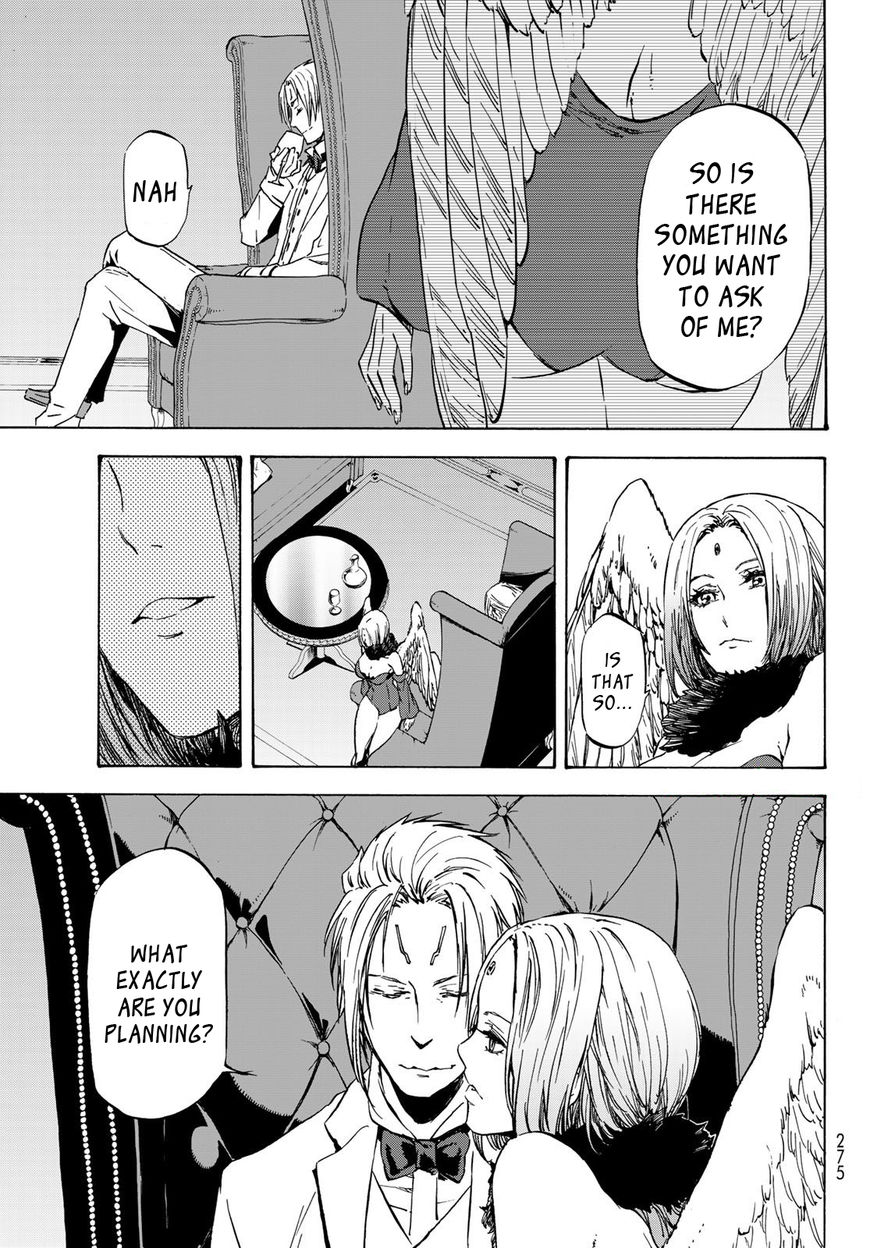 SO IS
THERE
SOMETHING
YOU WANT
TO ASK
OF ME?
NAH
IS
THAT
SO...
WHAT
EXACTLY
ARE YOU
PLANNING?
275